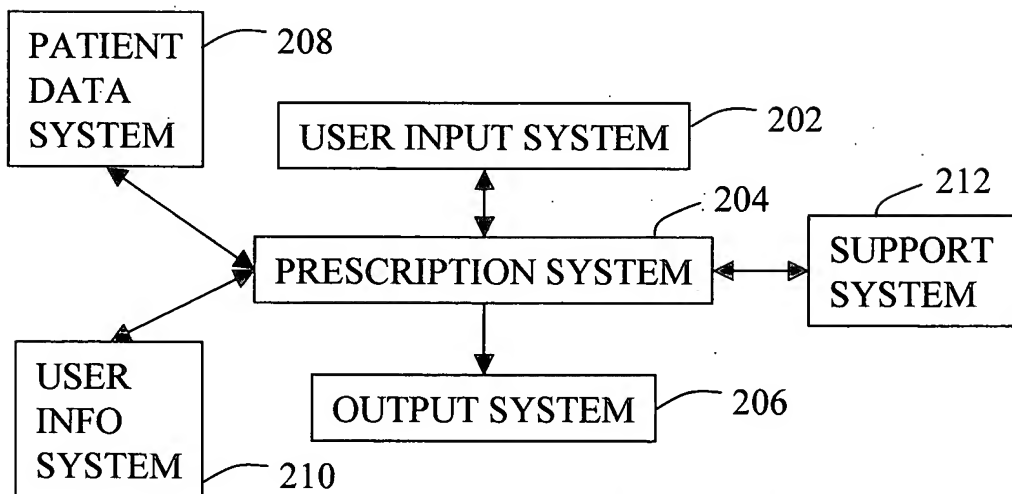 PATIENT
DATA
SYSTEM
208
USER INPUT SYSTEM
202
PRESCRIPTION SYSTEM
204
212
SUPPORT
SYSTEM
USER
INFO
SYSTEM
210
OUTPUT SYSTEM
206